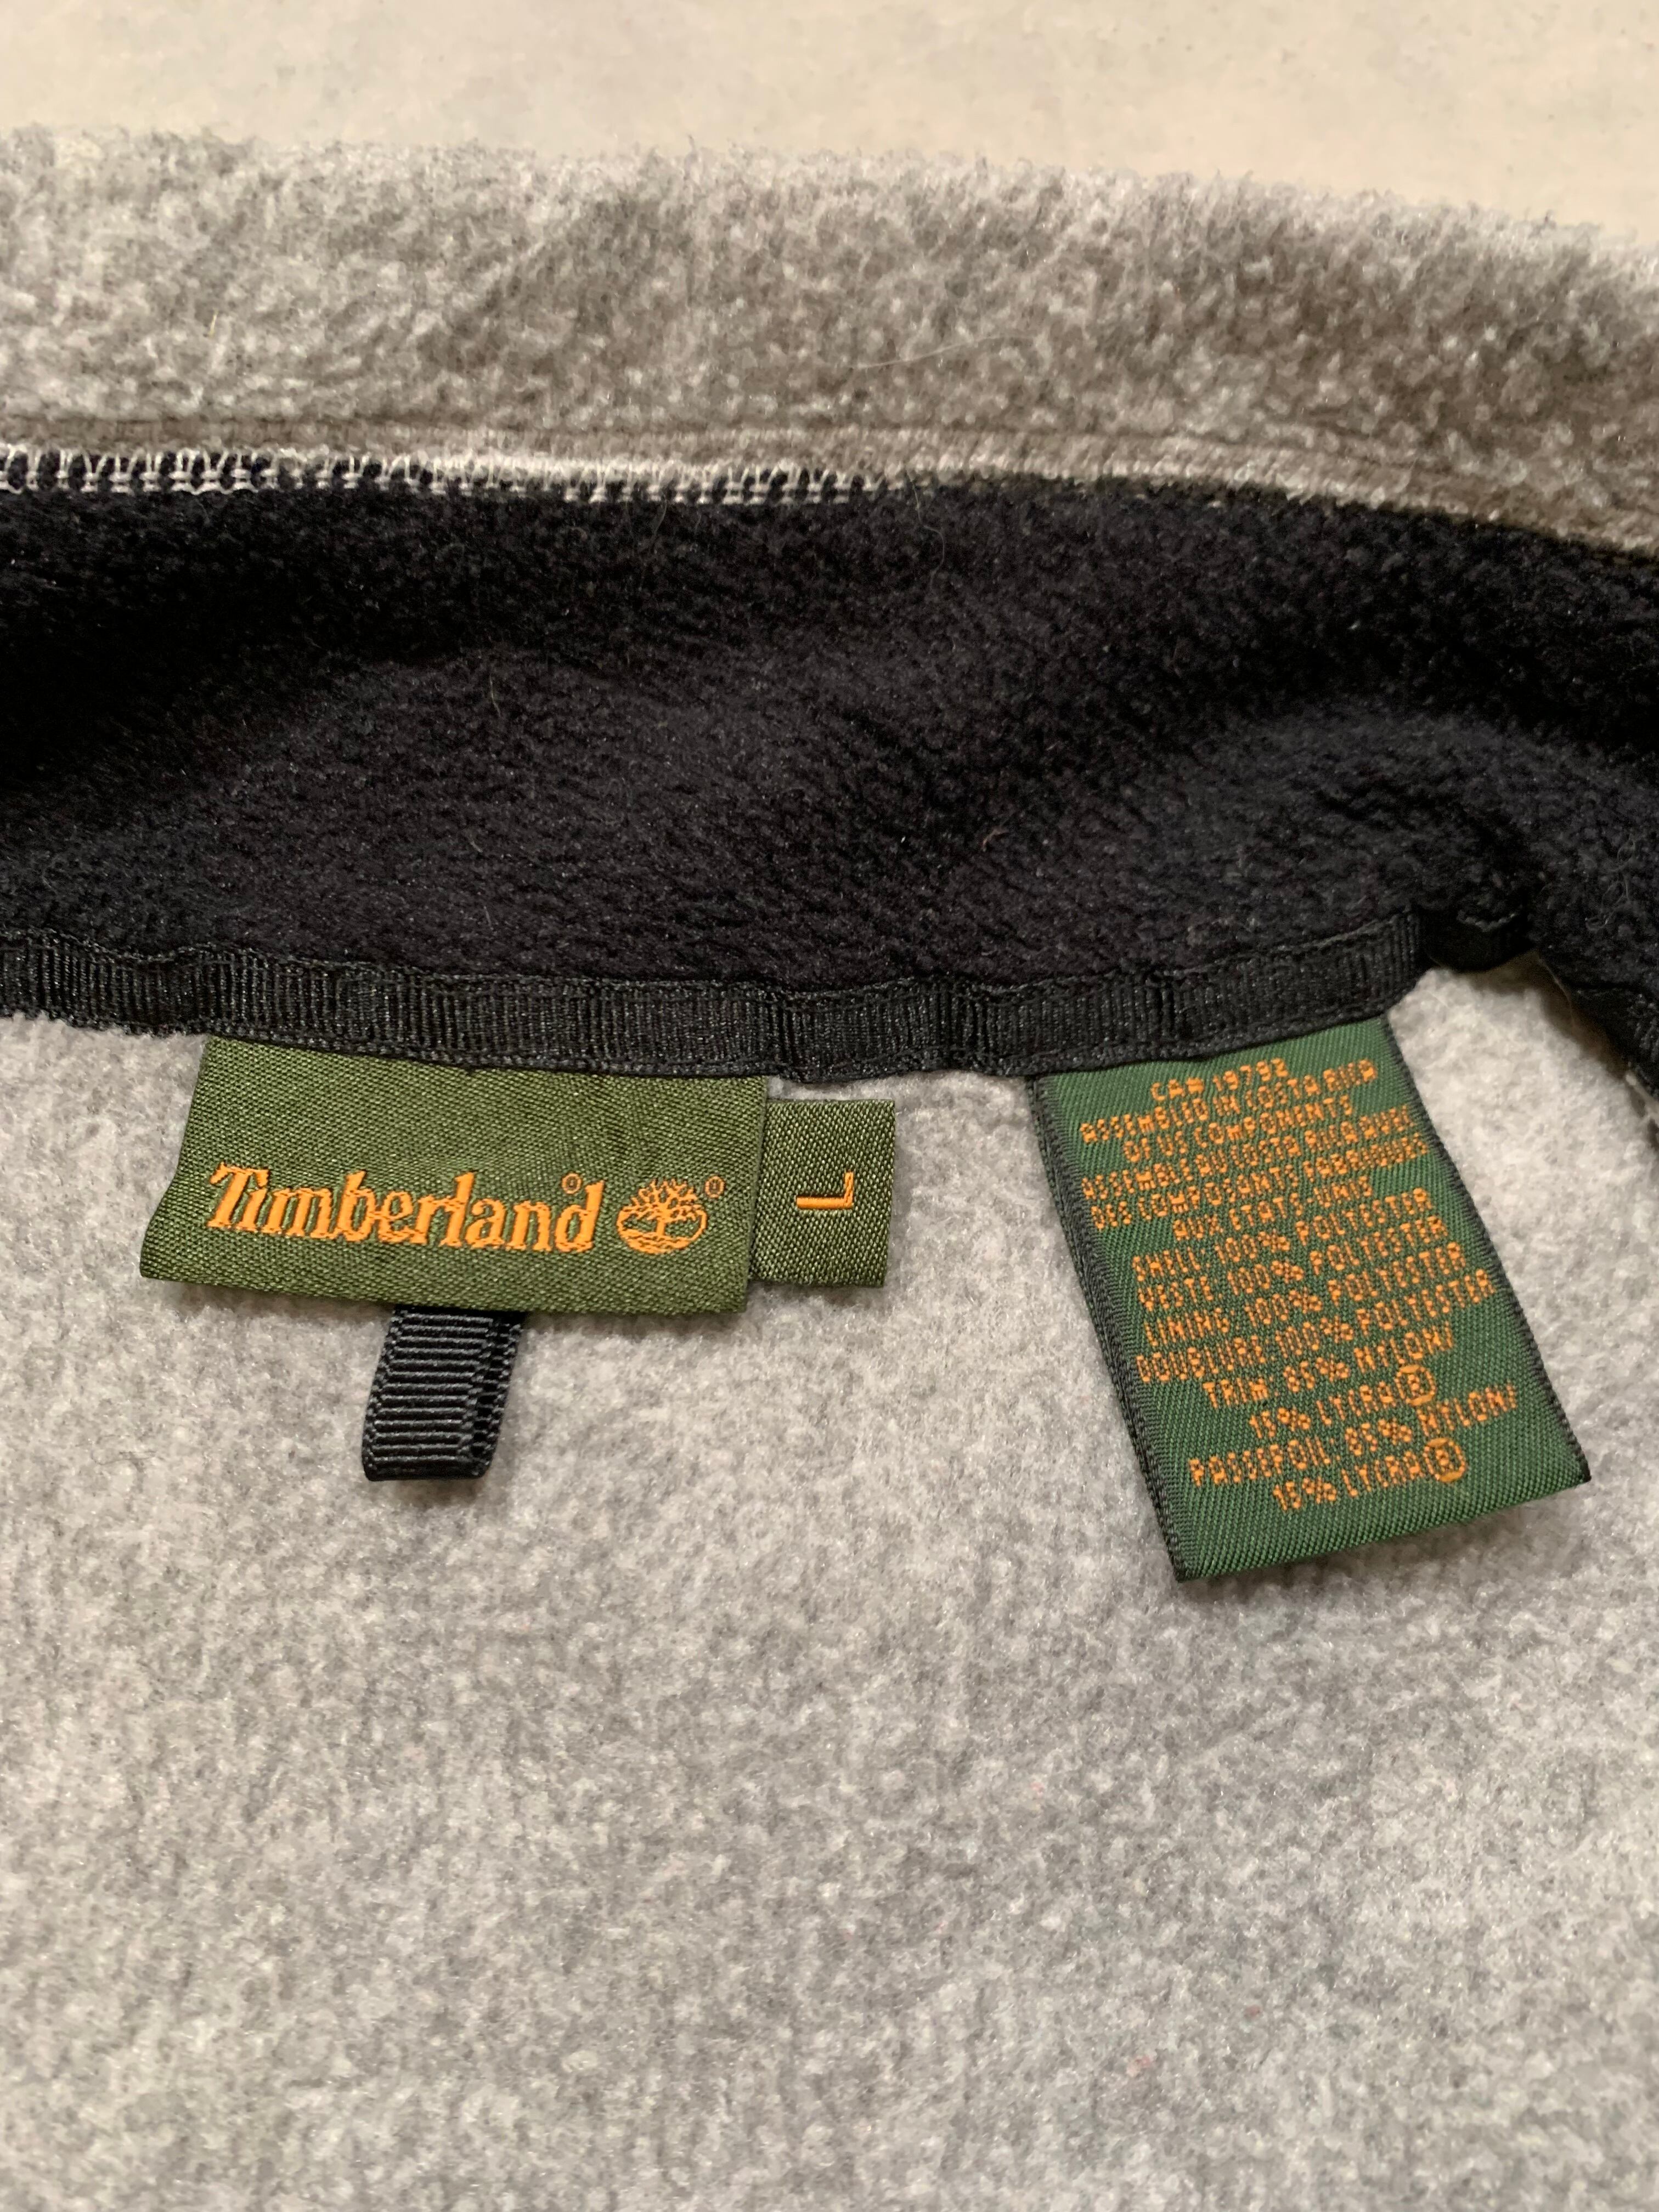 Timberland®
®
L
CA# 19792
ASSEMBLED IN COSTA RICA
OF US COMPONENTS
ASSEMBLE AU COSTA RICA AVEC
DES COMPOSANTS FABRIQUES
AUX ETATS-UNIS
SHELL: 100% POLYESTER
VESTE: 100% POLYESTER
LINING: 100% POLYESTER
DOUBLURE: 100% POLYESTER
TRIM: 85% NYLON/
15% LYCRA®
PASSEPOIL: 85% NYLON/
15% LYCRA®